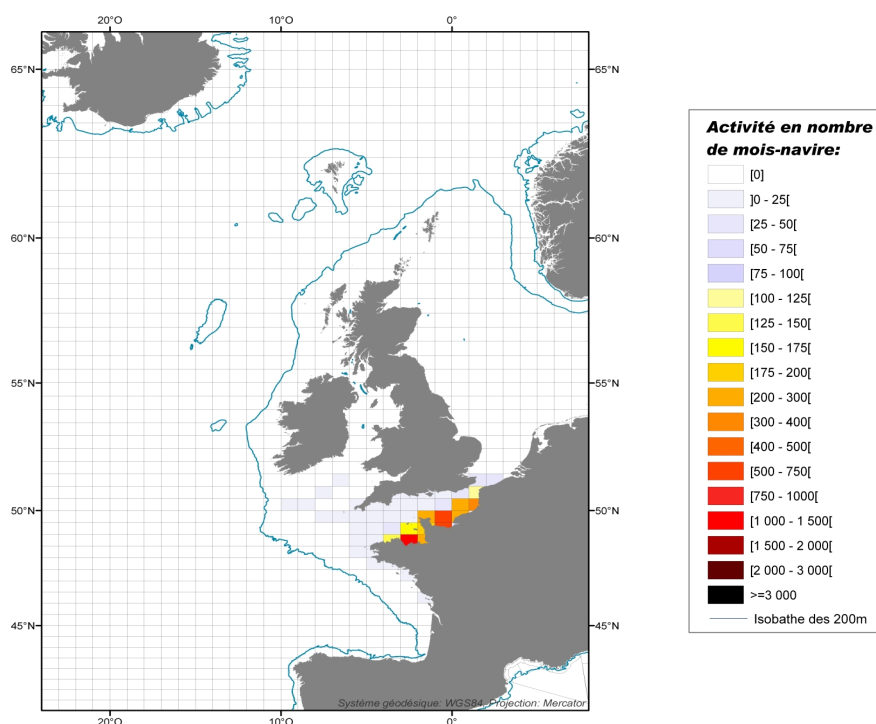 20°O 10°O 0°
65°N 65°N
60°N 60°N
55°N 55°N
50°N 50°N
45°N 45°N
20°O 10°O 0°
Système géodésique: WGS84, Projection: Mercator
Activité en nombre
de mois-navire:
[0]
]0 - 25[
[25 - 50[
[50 - 75[
[75 - 100[
[100 - 125[
[125 - 150[
[150 - 175[
[175 - 200[
[200 - 300[
[300 - 400[
[400 - 500[
[500 - 750[
[750 - 1000[
[1 000 - 1 500[
[1 500 - 2 000[
[2 000 - 3 000[
>=3 000
Isobathe des 200m